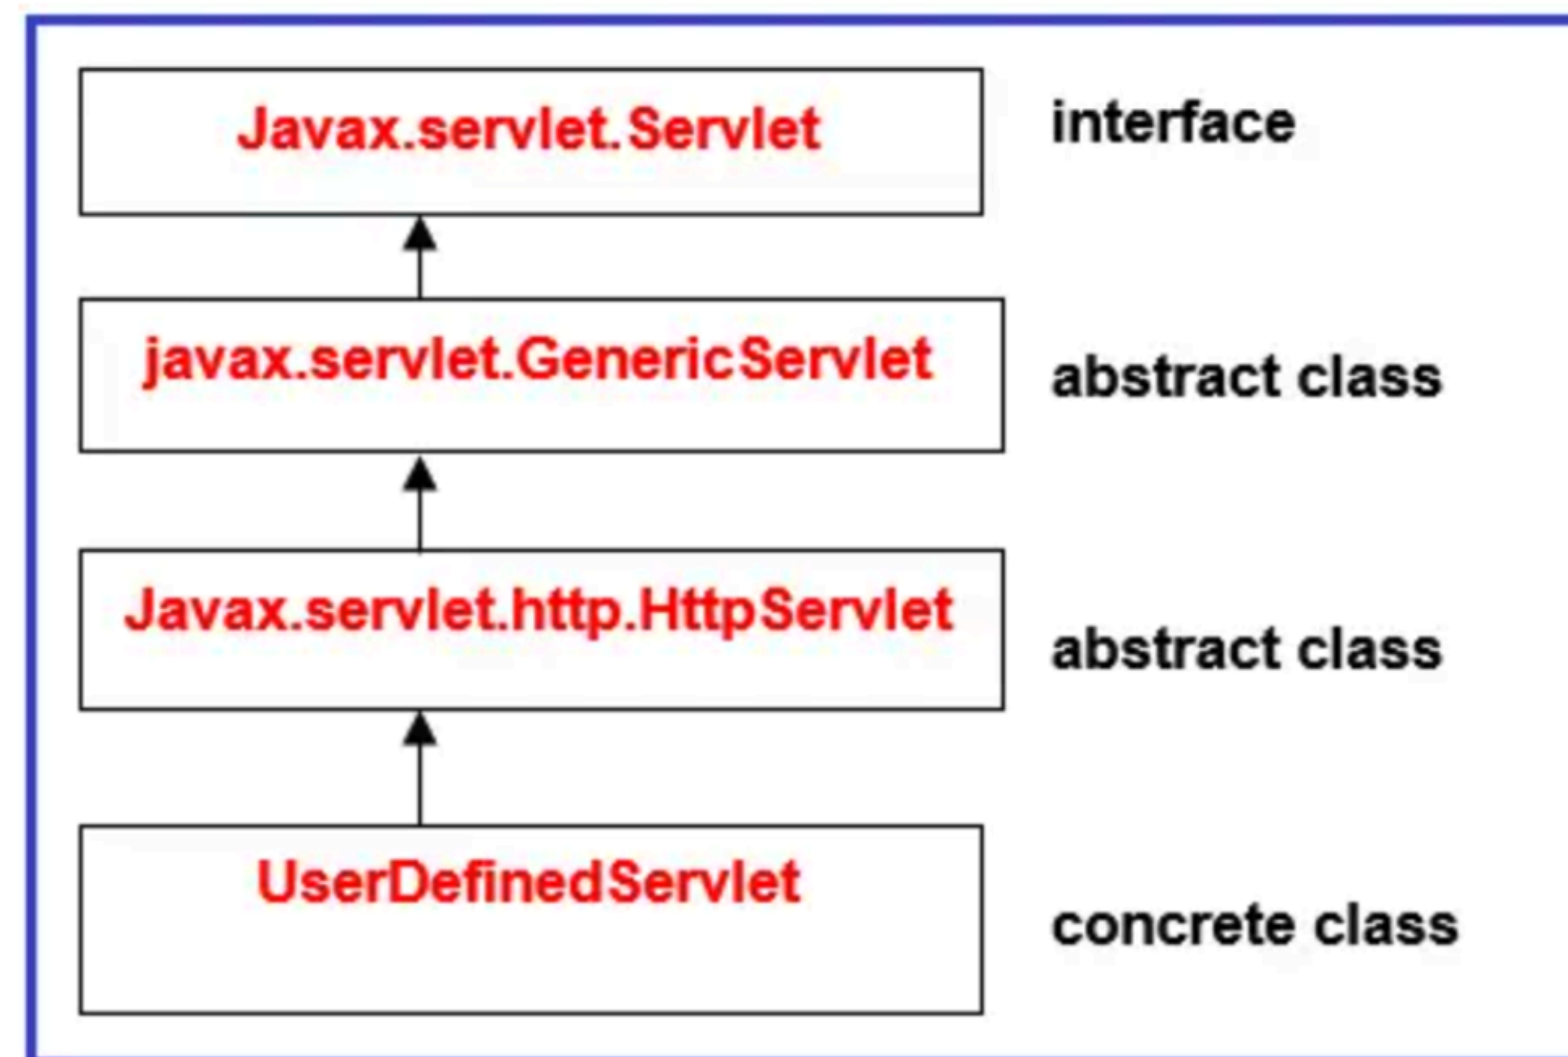 Javax.servlet.Servlet
interface
javax.servlet.GenericServlet
abstract class
Javax.servlet.http.HttpServlet
abstract class
UserDefinedServlet
concrete class